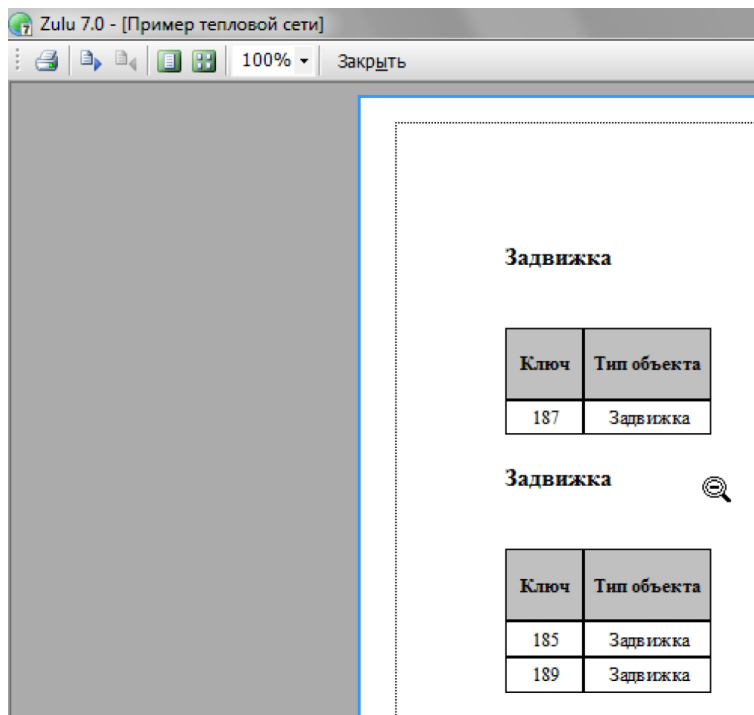 Zulu 7.0 - [Пример тепловой сети]
100% Закрыть
Задвижка
Ключ Тип объекта
187 Задвижка
Задвижка
Ключ Тип объекта
185 Задвижка
189 Задвижка